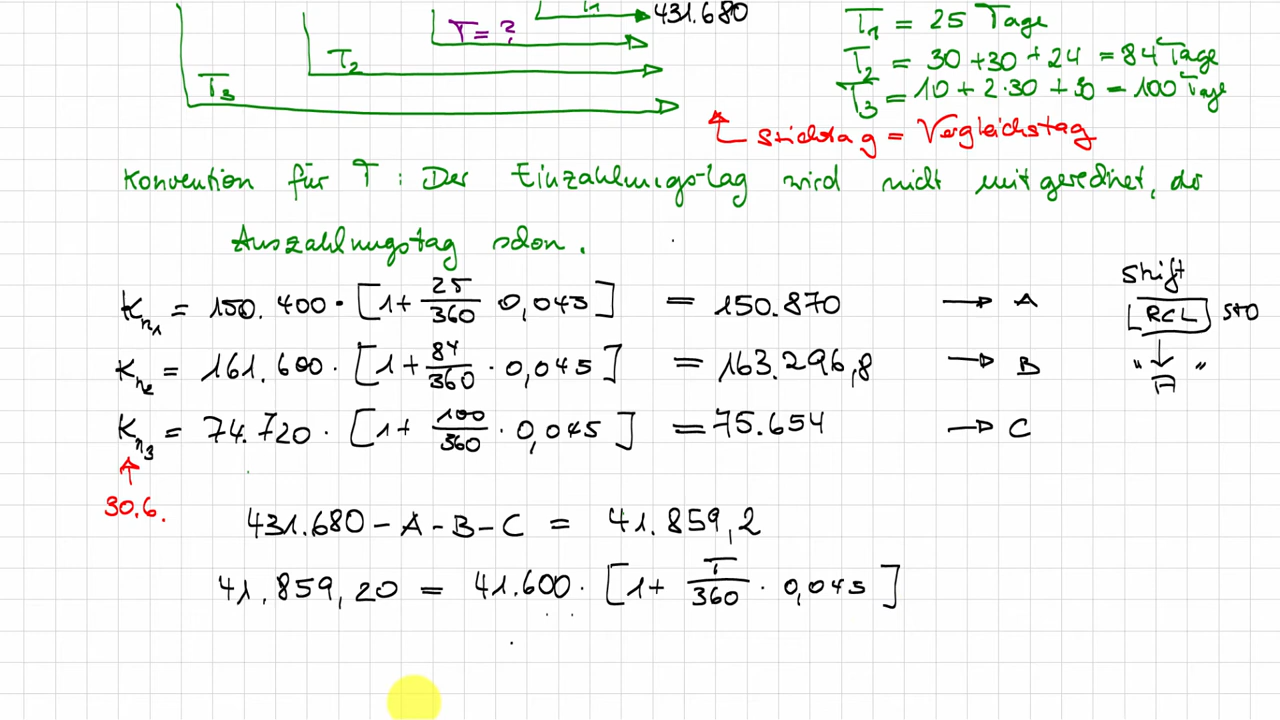 T₁ → 431.680
T = ?
T₂
T₃
T₁ = 25 Tage
T₂ = 30 + 30 + 24 = 84 Tage
T₃ = 10 + 2·30 + 30 = 100 Tage
Stichtag = Vergleichstag
Konvention für T : Der Einzahlungstag wird nicht mitgerechnet, der
Auszahlungstag schon.
Kn₁ = 150.400 · [1 + 25/360 0,045] = 150.870 → A
Kn₂ = 161.600 · [1 + 84/360 · 0,045] = 163.296,8 → B
Kn₃ = 74.720 · [1 + 100/360 · 0,045] = 75.654 → C
30.6.
Shift
[RCL] STO
" ↓ "
A
431.680 - A - B - C = 41.859,2
41.859,20 = 41.600 · [1 + T/360 · 0,045]